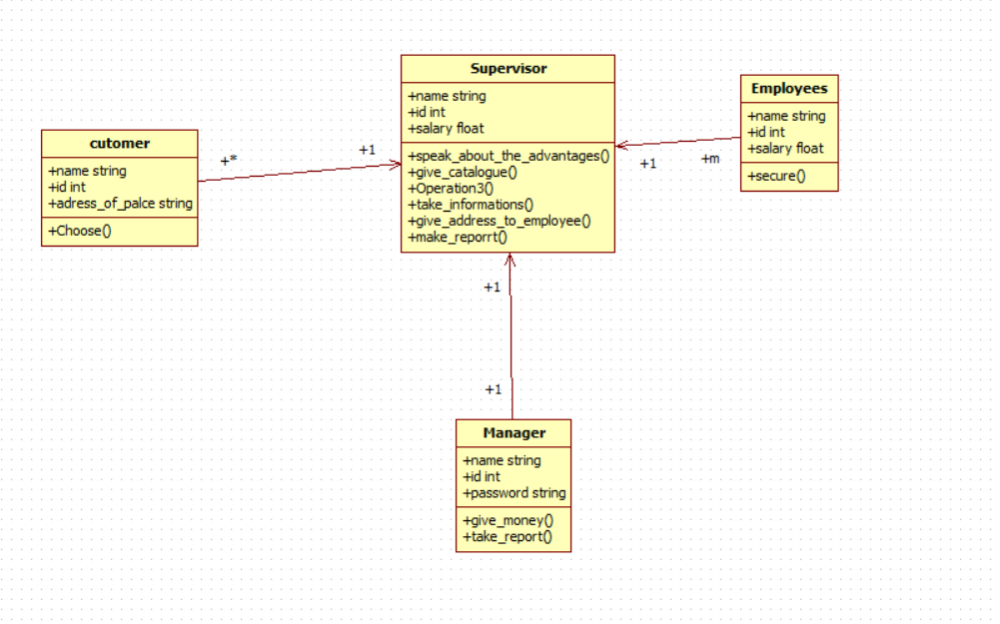 Supervisor
+name string
+id int
+salary float
+speak_about_the_advantages()
+give_catalogue()
+Operation3()
+take_informations()
+give_address_to_employee()
+make_reporrt()
Employees
+name string
+id int
+salary float
+secure()
cutomer
+name string
+id int
+adress_of_palce string
+Choose()
+*
+1
+1
+m
+1
+1
Manager
+name string
+id int
+password string
+give_money()
+take_report()